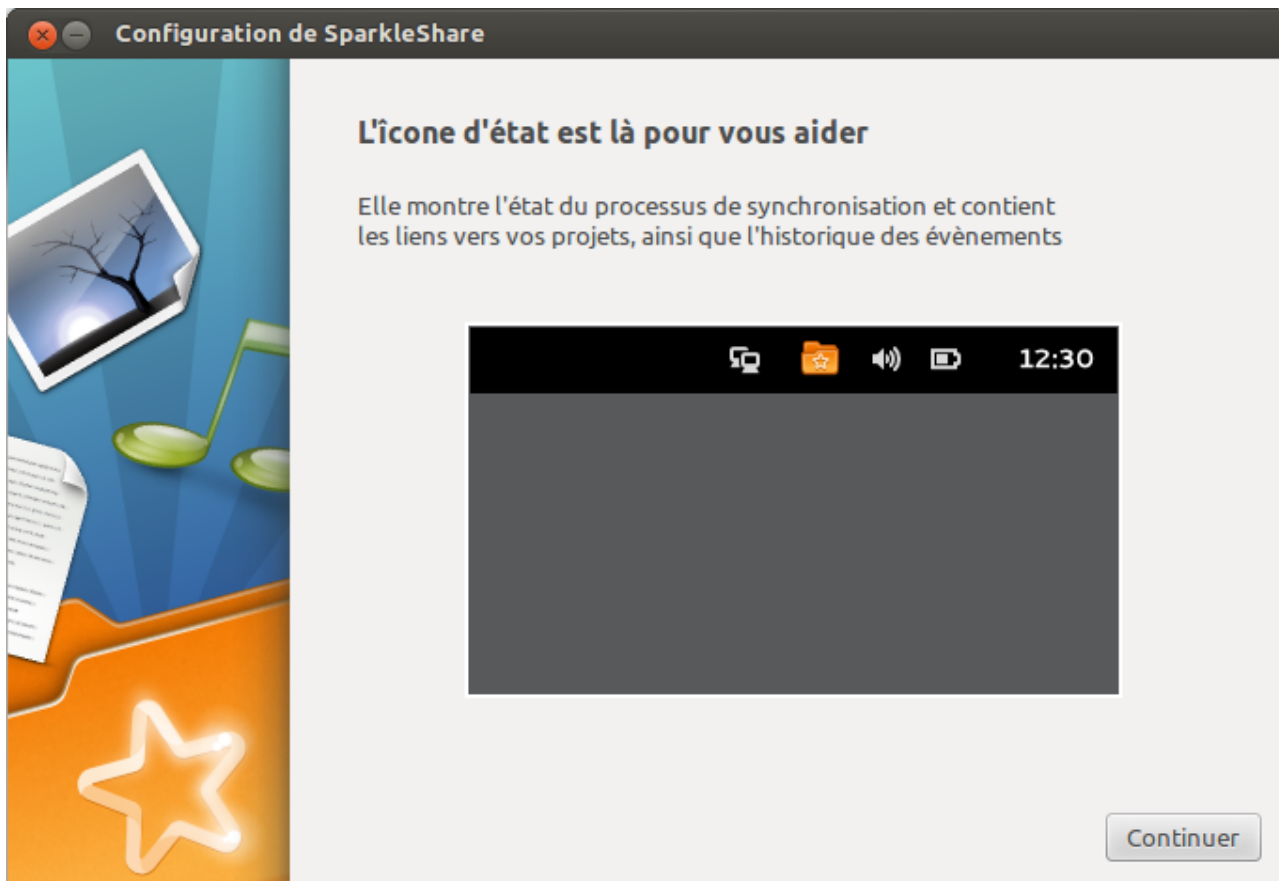 Configuration de SparkleShare
L'îcone d'état est là pour vous aider
Elle montre l'état du processus de synchronisation et contient
les liens vers vos projets, ainsi que l'historique des évènements
12:30
Continuer